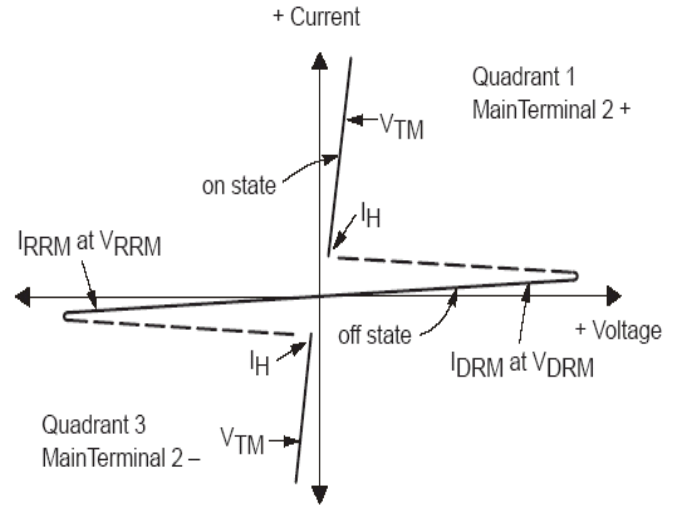 + Current
Quadrant 1
MainTerminal 2 +
VTM
on state
IH
IRRM at VRRM
off state
+ Voltage
IH
IDRM at VDRM
Quadrant 3
MainTerminal 2 –
VTM